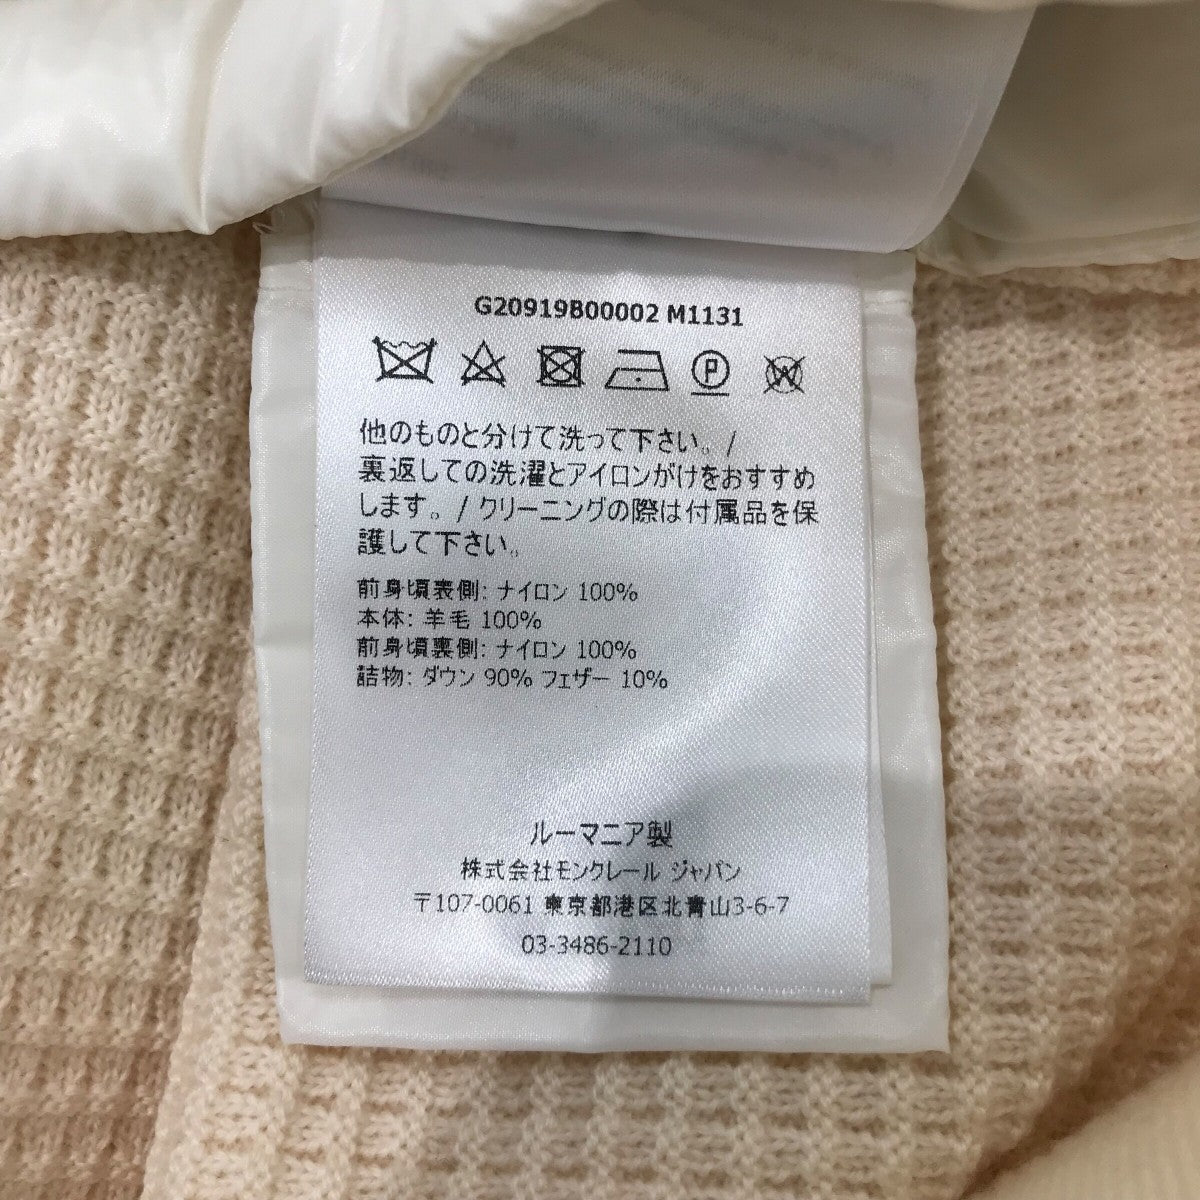 G20919B00002 M1131
P W
他のものと分けて洗って下さい。/
裏返しての洗濯とアイロンがけをおすすめ
します。/ クリーニングの際は付属品を保
護して下さい。
前身頃表側: ナイロン 100%
本体: 羊毛 100%
前身頃裏側: ナイロン 100%
詰物: ダウン 90% フェザー 10%
ルーマニア製
株式会社モンクレール ジャパン
〒107-0061 東京都港区北青山3-6-7
03-3486-2110